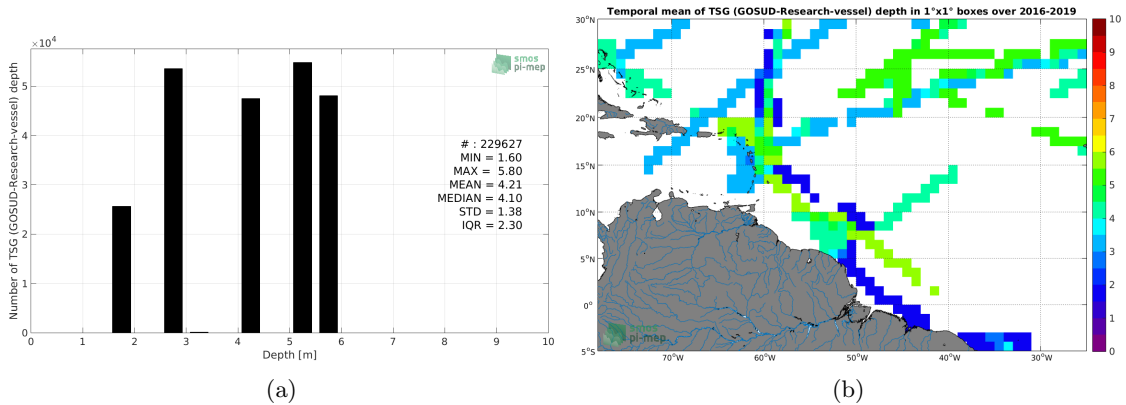 ×10⁴
6
5
4
3
2
1
0
Number of TSG (GOSUD-Research-vessel) depth
smos
pi-mep
# : 229627
MIN = 1.60
MAX = 5.80
MEAN = 4.21
MEDIAN = 4.10
STD = 1.38
IQR = 2.30
0 1 2 3 4 5 6 7 8 9 10
Depth [m]
(a)
Temporal mean of TSG (GOSUD-Research-vessel) depth in 1°x1° boxes over 2016-2019
30°N
25°N
20°N
15°N
10°N
5°N
0°
5°S
70°W 60°W 50°W 40°W 30°W
smos
pi-mep
10
9
8
7
6
5
4
3
2
1
0
(b)